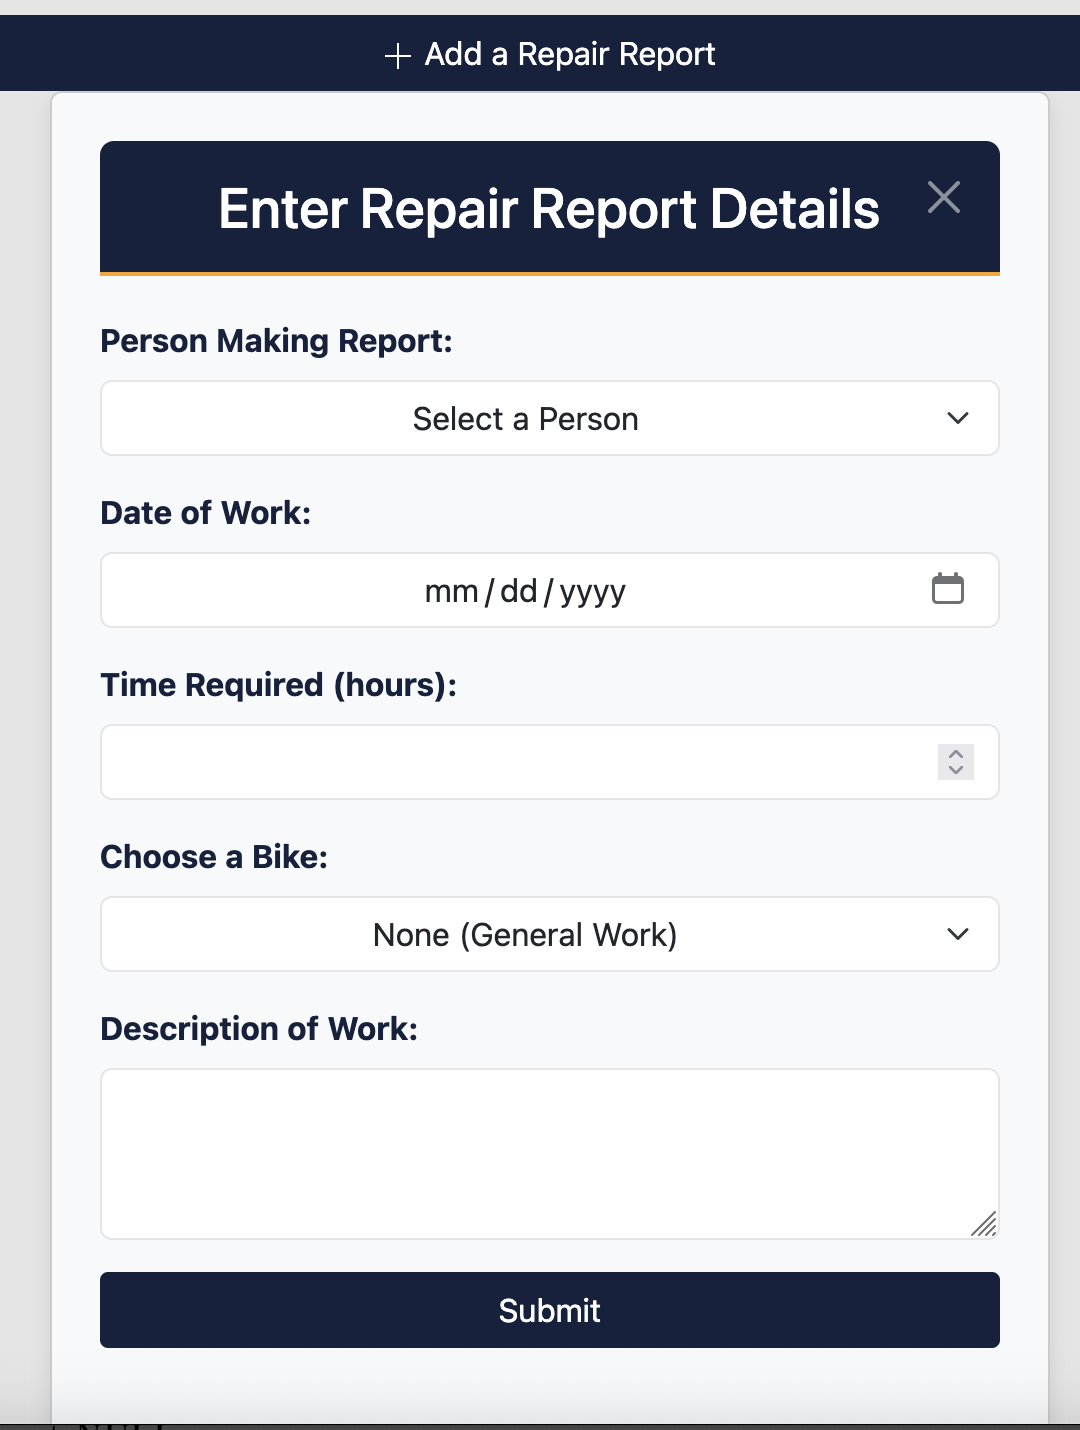 Add a Repair Report
Enter Repair Report Details
Person Making Report:
Select a Person
Date of Work:
mm/dd/yyyy
Time Required (hours):
Choose a Bike:
None (General Work)
Description of Work:
Submit